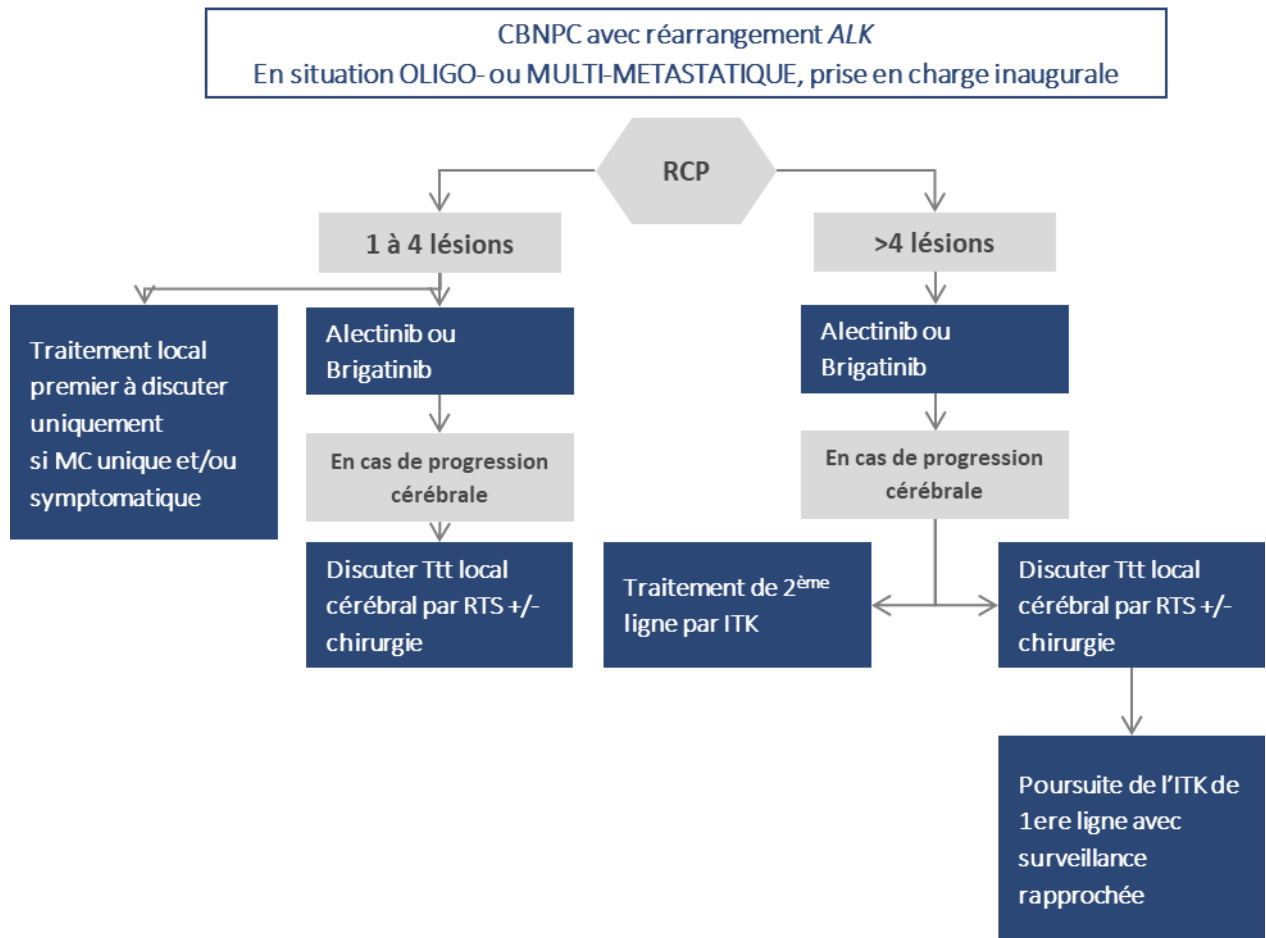 CBNPC avec réarrangement ALK
En situation OLIGO- ou MULTI-METASTATIQUE, prise en charge inaugurale
RCP
1 à 4 lésions
>4 lésions
Traitement local
premier à discuter
uniquement
si MC unique et/ou
symptomatique
Alectinib ou
Brigatinib
Alectinib ou
Brigatinib
En cas de progression
cérébrale
En cas de progression
cérébrale
Discuter Ttt local
cérébral par RTS +/-
chirurgie
Traitement de 2ème
ligne par ITK
Discuter Ttt local
cérébral par RTS +/-
chirurgie
Poursuite de l'ITK de
1ere ligne avec
surveillance
rapprochée